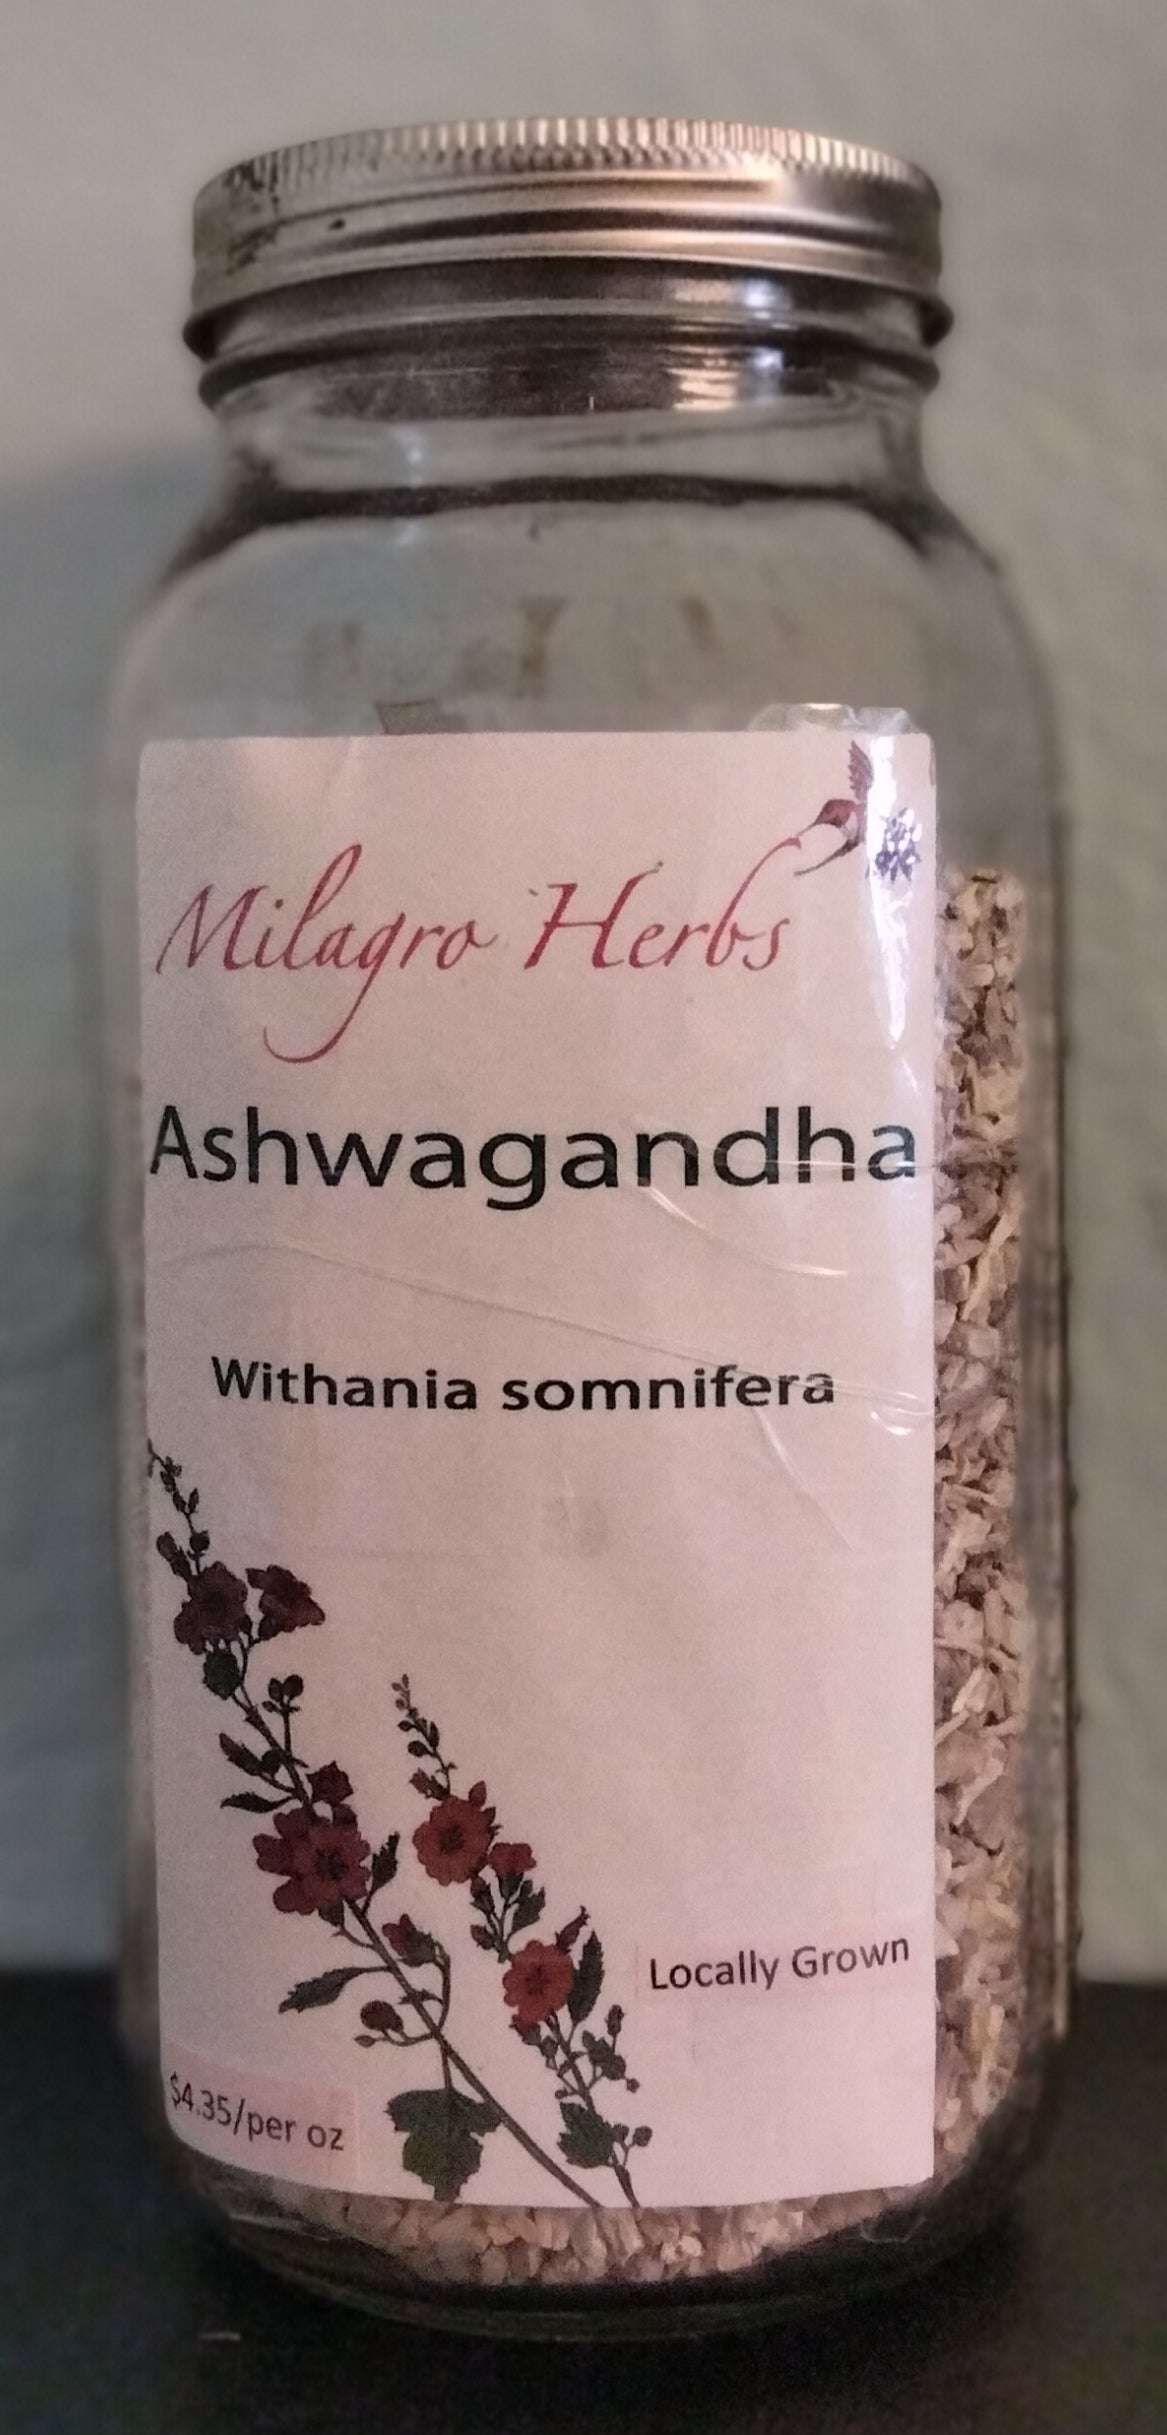 Milagro Herbs
Ashwagandha
Withania somnifera
Locally Grown
$4.35/per oz